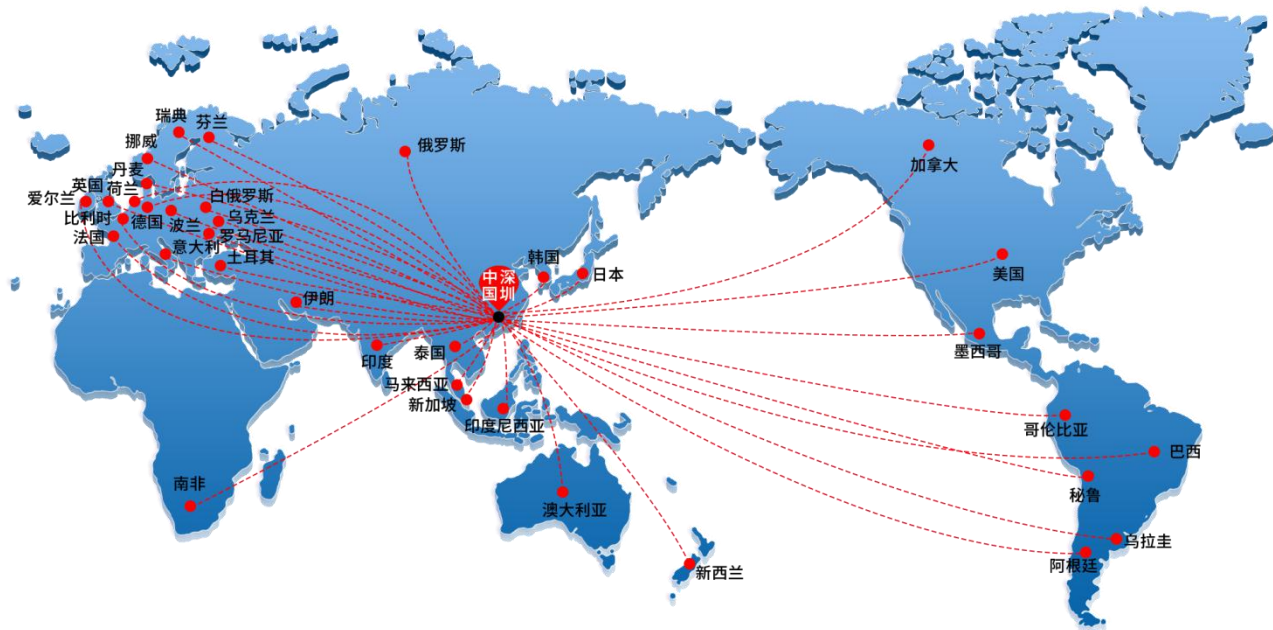 瑞典
芬兰
挪威
俄罗斯
加拿大
丹麦
英国
荷兰
爱尔兰
白俄罗斯
比利时
德国
波兰
乌克兰
法国
罗马尼亚
意大利
土耳其
韩国
日本
美国
中深
国圳
伊朗
印度
泰国
墨西哥
马来西亚
新加坡
印度尼西亚
哥伦比亚
巴西
南非
秘鲁
澳大利亚
乌拉圭
阿根廷
新西兰